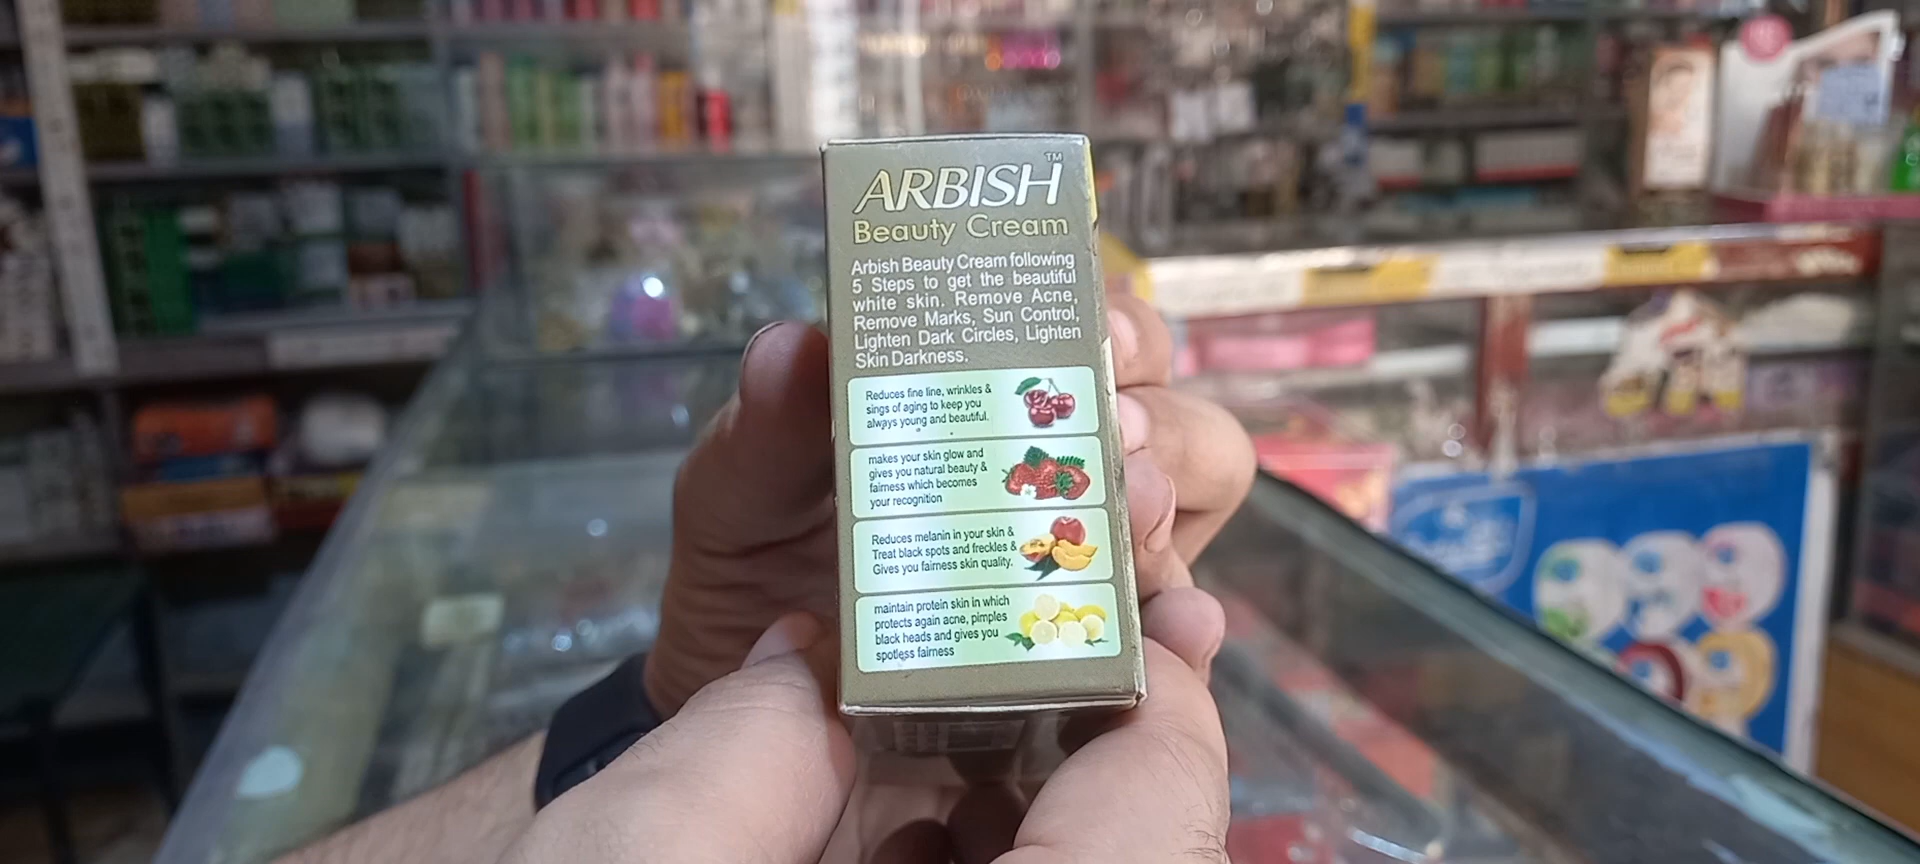 ARBISH™
Beauty Cream
Arbish Beauty Cream following
5 Steps to get the beautiful
white skin. Remove Acne,
Remove Marks, Sun Control,
Lighten Dark Circles, Lighten
Skin Darkness.
Reduces fine line, wrinkles &
sings of aging to keep you
always young and beautiful.
makes your skin glow and
gives you natural beauty &
fairness which becomes
your recognition
Reduces melanin in your skin &
Treat black spots and freckles &
Gives you fairness skin quality.
maintain protein skin in which
protects again acne, pimples
black heads and gives you
spotless fairness